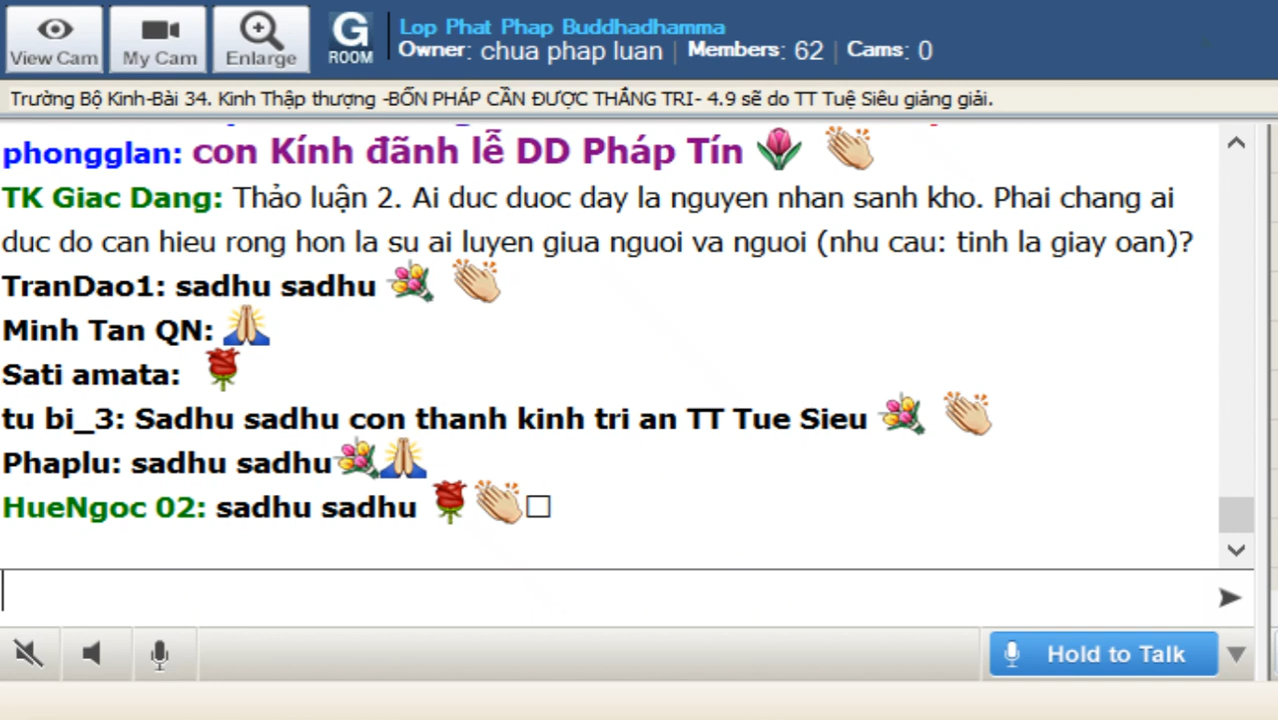 View Cam
My Cam
Enlarge
G
ROOM
Lop Phat Phap Buddhadhamma
Owner: chua phap luan | Members: 62 | Cams: 0
Trường Bộ Kinh-Bài 34. Kinh Thập thượng -BỐN PHÁP CẦN ĐƯỢC THẮNG TRI- 4.9 sẽ do TT Tuệ Siêu giảng giải.
phongglan: con Kính đãnh lễ DD Pháp Tín
TK Giac Dang: Thảo luận 2. Ai duc duoc day la nguyen nhan sanh kho. Phai chang ai
duc do can hieu rong hon la su ai luyen giua nguoi va nguoi (nhu cau: tinh la giay oan)?
TranDao1: sadhu sadhu
Minh Tan QN:
Sati amata:
tu bi_3: Sadhu sadhu con thanh kinh tri an TT Tue Sieu
Phaplu: sadhu sadhu
HueNgoc 02: sadhu sadhu
Hold to Talk